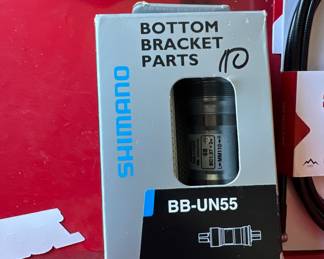 BOTTOM
BRACKET
PARTS 10
SHIMANO
BB-UN55